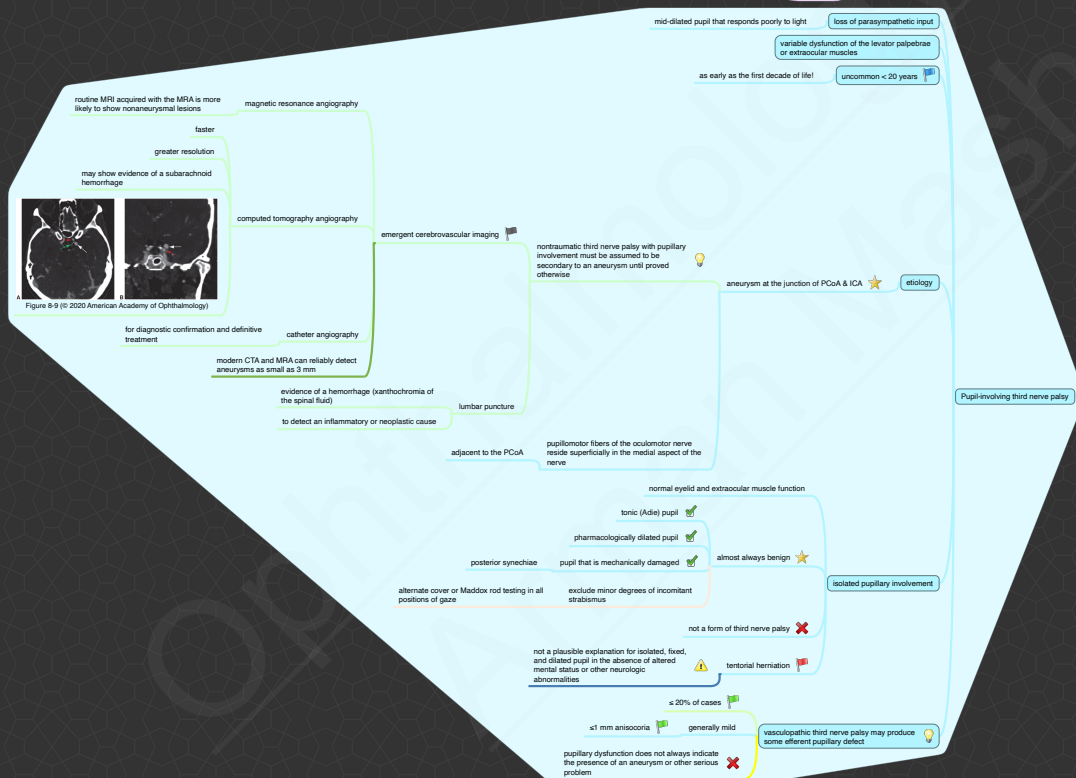 mid-dilated pupil that responds poorly to light
loss of parasympathetic input
variable dysfunction of the levator palpebrae
or extraocular muscles
as early as the first decade of life!
uncommon < 20 years
routine MRI acquired with the MRA is more
likely to show nonaneurysmal lesions
magnetic resonance angiography
faster
greater resolution
may show evidence of a subarachnoid
hemorrhage
computed tomography angiography
A
B
Figure 8-9 (© 2020 American Academy of Ophthalmology)
emergent cerebrovascular imaging
for diagnostic confirmation and definitive
treatment
catheter angiography
modern CTA and MRA can reliably detect
aneurysms as small as 3 mm
evidence of a hemorrhage (xanthochromia of
the spinal fluid)
to detect an inflammatory or neoplastic cause
lumbar puncture
nontraumatic third nerve palsy with pupillary
involvement must be assumed to be
secondary to an aneurysm until proved
otherwise
aneurysm at the junction of PCoA & ICA
etiology
adjacent to the PCoA
pupillomotor fibers of the oculomotor nerve
reside superficially in the medial aspect of the
nerve
Pupil-involving third nerve palsy
normal eyelid and extraocular muscle function
tonic (Adie) pupil
pharmacologically dilated pupil
posterior synechiae
pupil that is mechanically damaged
almost always benign
alternate cover or Maddox rod testing in all
positions of gaze
exclude minor degrees of incomitant
strabismus
isolated pupillary involvement
not a form of third nerve palsy
not a plausible explanation for isolated, fixed,
and dilated pupil in the absence of altered
mental status or other neurologic
abnormalities
tentorial herniation
≤ 20% of cases
≤1 mm anisocoria
generally mild
vasculopathic third nerve palsy may produce
some efferent pupillary defect
pupillary dysfunction does not always indicate
the presence of an aneurysm or other serious
problem